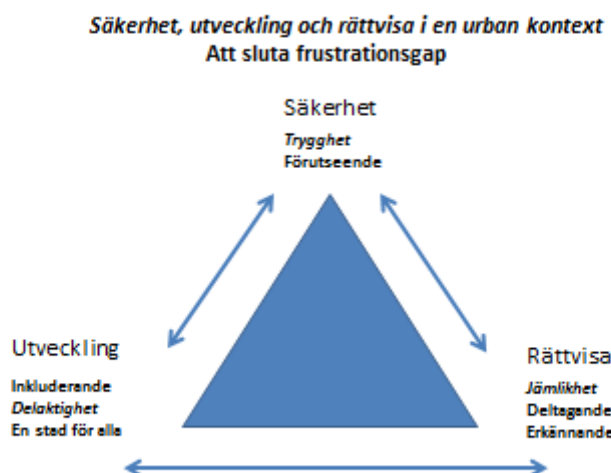 Säkerhet, utveckling och rättvisa i en urban kontext
Att sluta frustrationsgap
Säkerhet
Trygghet
Förutseende
Utveckling
Inkluderande
Delaktighet
En stad för alla
Rättvisa
Jämlikhet
Deltagande
Erkännande